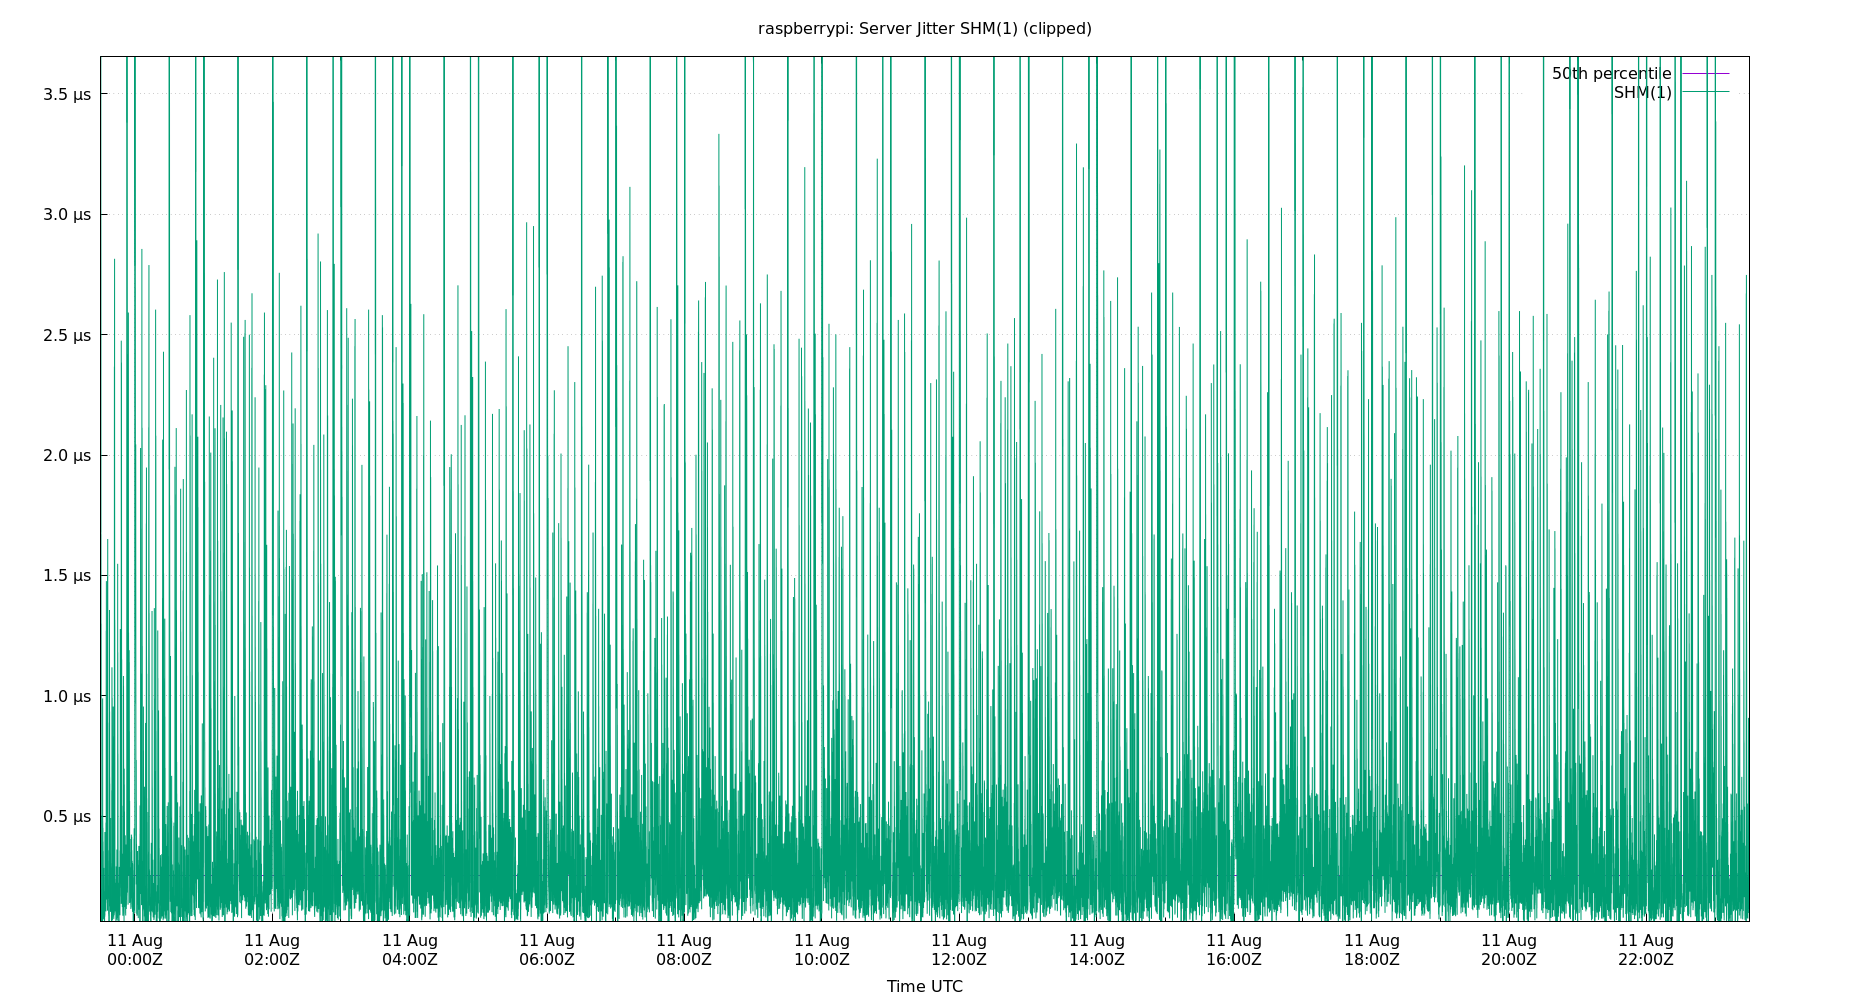 raspberrypi: Server Jitter SHM(1) (clipped)
50th percentile
SHM(1)
3.5 µs
3.0 µs
2.5 µs
2.0 µs
1.5 µs
1.0 µs
0.5 µs
11 Aug 11 Aug 11 Aug 11 Aug 11 Aug 11 Aug 11 Aug 11 Aug 11 Aug 11 Aug 11 Aug 11 Aug
00:00Z 02:00Z 04:00Z 06:00Z 08:00Z 10:00Z 12:00Z 14:00Z 16:00Z 18:00Z 20:00Z 22:00Z
Time UTC